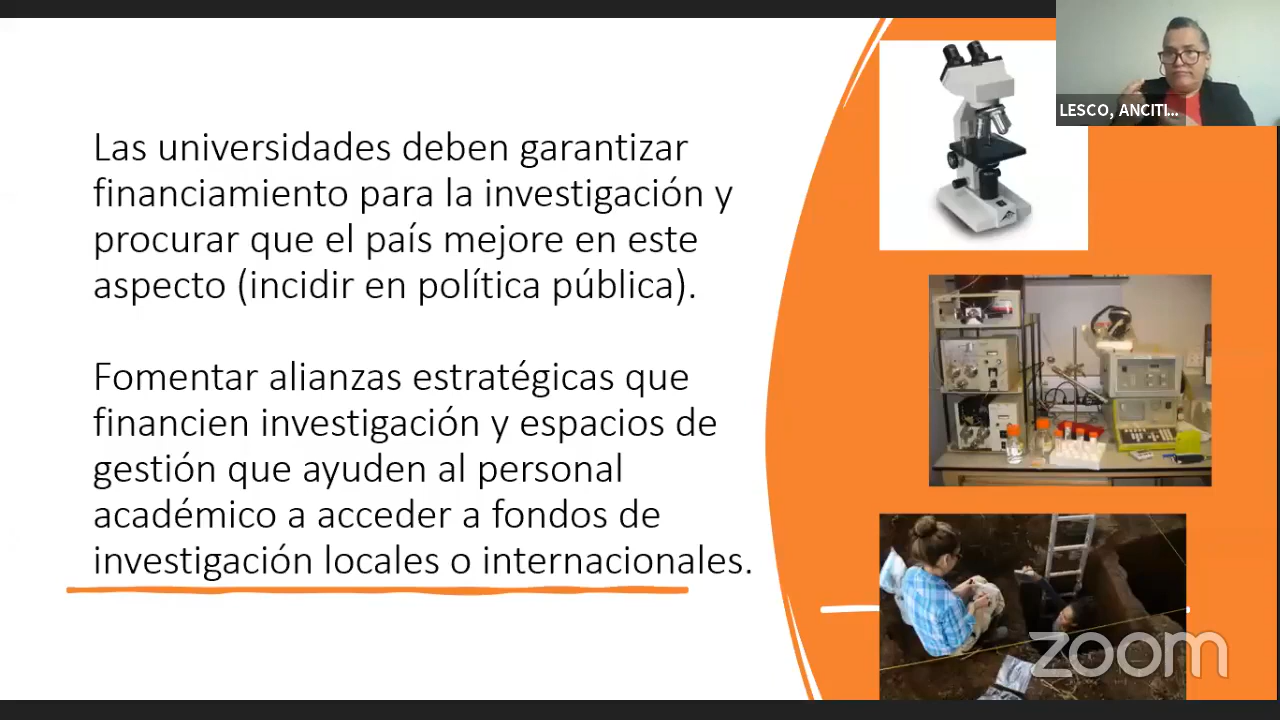 Las universidades deben garantizar
financiamiento para la investigación y
procurar que el país mejore en este
aspecto (incidir en política pública).
Fomentar alianzas estratégicas que
financien investigación y espacios de
gestión que ayuden al personal
académico a acceder a fondos de
investigación locales o internacionales.
LESCO, ANCITI...
zoom